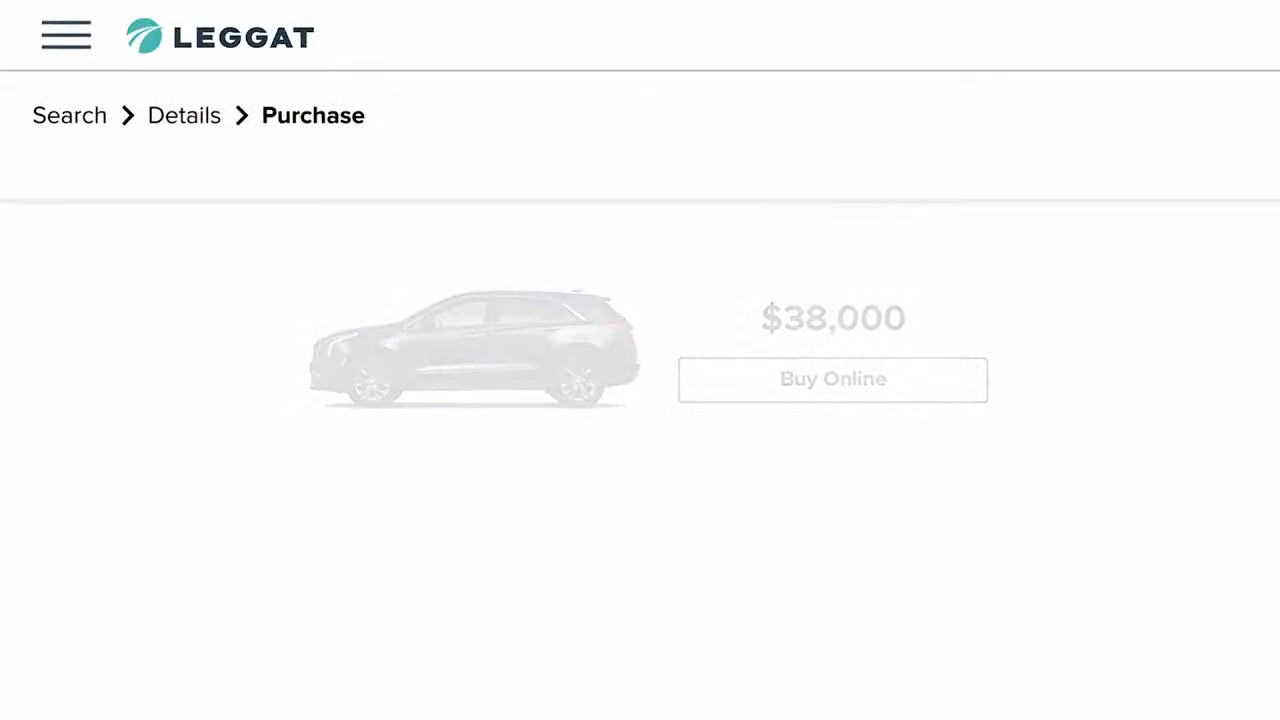 LEGGAT
Search > Details > Purchase
$38,000
Buy Online